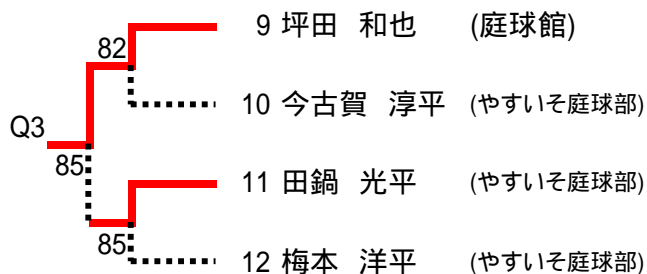 9 坪田 和也 (庭球館)
82
10 今古賀 淳平 (やすいそ庭球部)
Q3
85
11 田鍋 光平 (やすいそ庭球部)
85
12 梅本 洋平 (やすいそ庭球部)